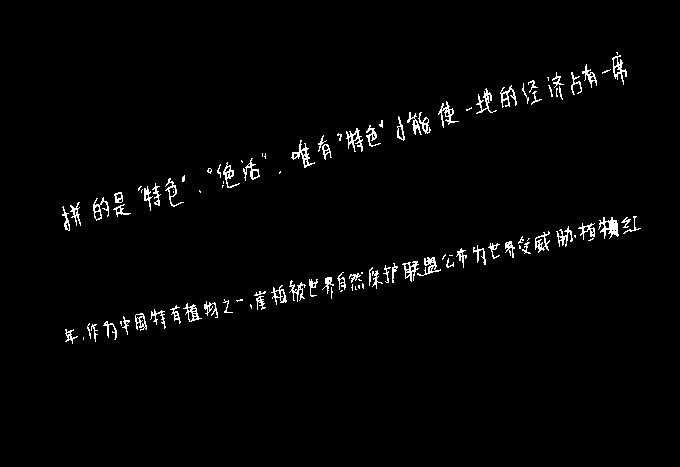 拼的是“特色”、“绝活”，唯有“特色”才能使一地的经济占有一席
年，作为中国特有植物之一，崖柏被世界自然保护联盟公布为世界受威胁植物红